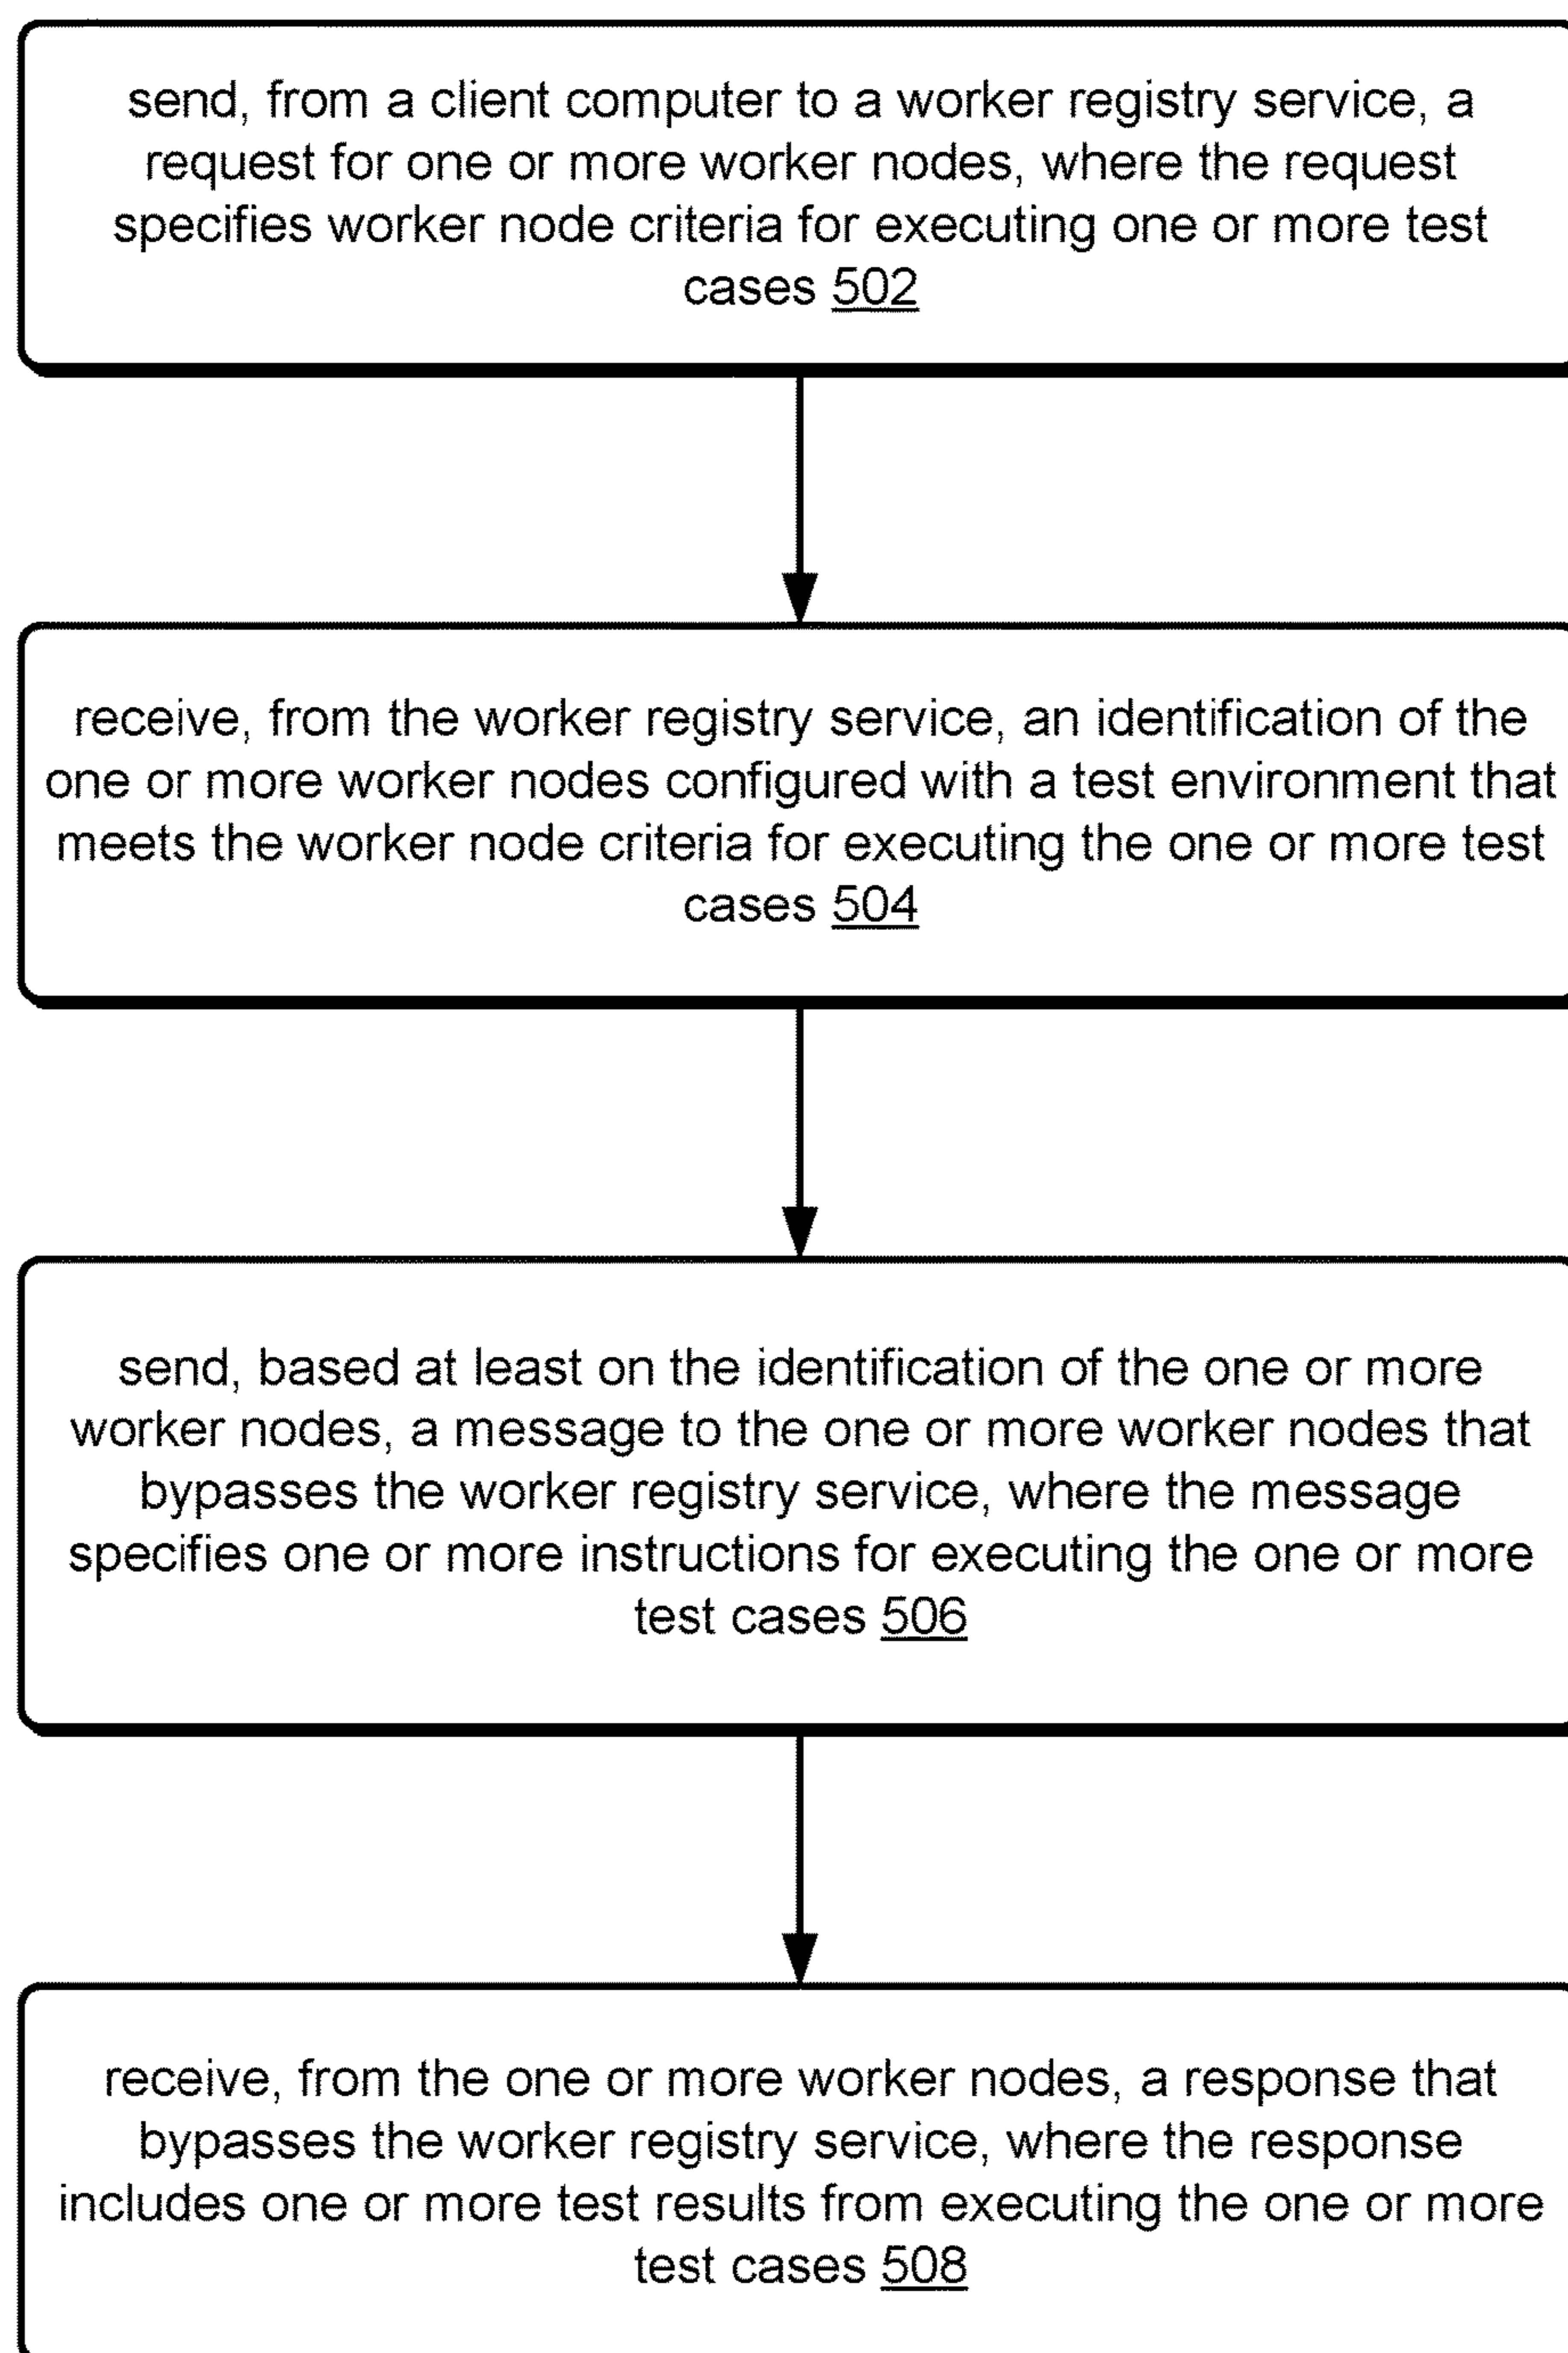 send, from a client computer to a worker registry service, a
request for one or more worker nodes, where the request
specifies worker node criteria for executing one or more test
cases 502
receive, from the worker registry service, an identification of the
one or more worker nodes configured with a test environment that
meets the worker node criteria for executing the one or more test
cases 504
send, based at least on the identification of the one or more
worker nodes, a message to the one or more worker nodes that
bypasses the worker registry service, where the message
specifies one or more instructions for executing the one or more
test cases 506
receive, from the one or more worker nodes, a response that
bypasses the worker registry service, where the response
includes one or more test results from executing the one or more
test cases 508